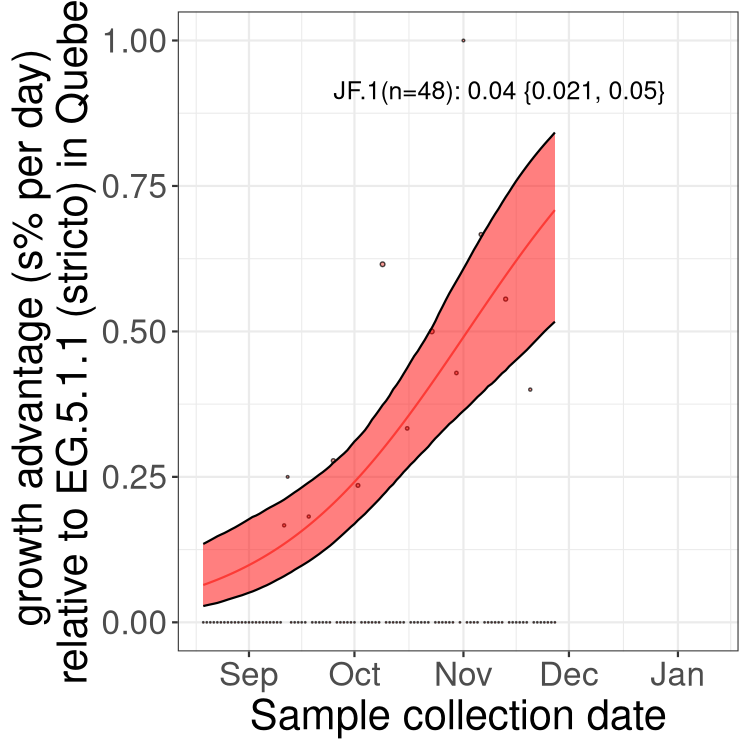 growth advantage (s% per day)
relative to EG.5.1.1 (stricto) in Quebe
1.00
0.75
0.50
0.25
0.00
JF.1(n=48): 0.04 {0.021, 0.05}
Sep Oct Nov Dec Jan
Sample collection date